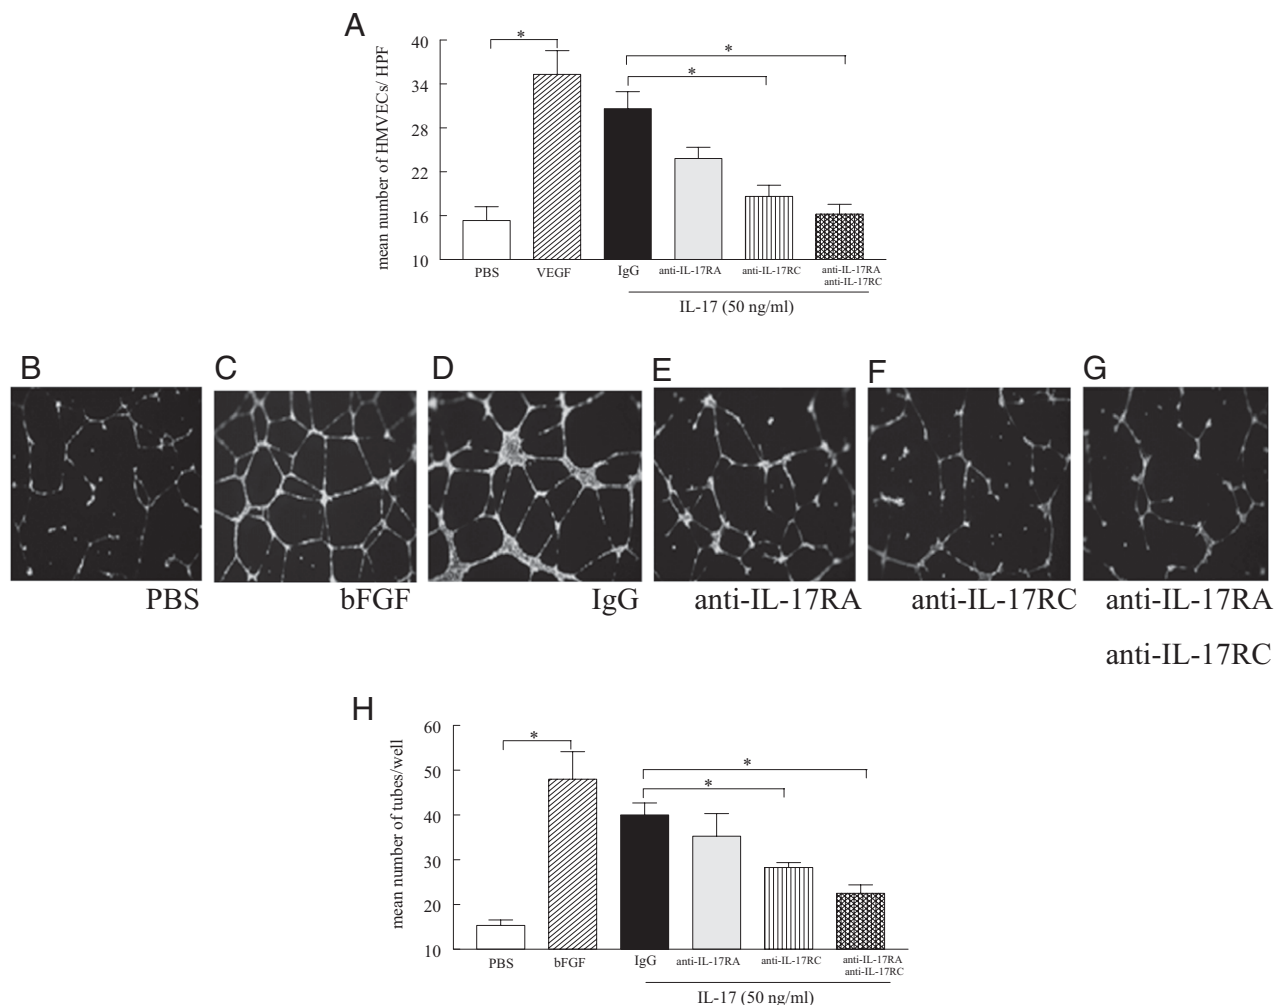 A
mean number of HMVECs/ HPF
40
34
28
22
16
10
*
*
*
PBS
VEGF
IgG
anti-IL-17RA
anti-IL-17RC
anti-IL-17RA
anti-IL-17RC
IL-17 (50 ng/ml)
B
C
D
E
F
G
PBS
bFGF
IgG
anti-IL-17RA
anti-IL-17RC
anti-IL-17RA
anti-IL-17RC
H
mean number of tubes/well
60
50
40
30
20
10
*
*
*
PBS
bFGF
IgG
anti-IL-17RA
anti-IL-17RC
anti-IL-17RA
anti-IL-17RC
IL-17 (50 ng/ml)